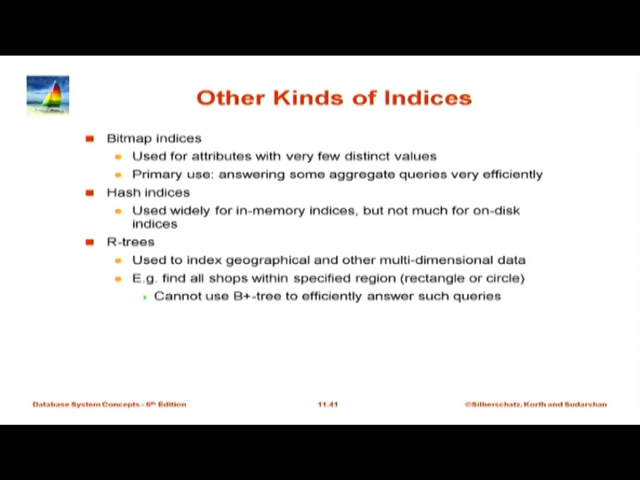 Other Kinds of Indices
Bitmap indices
Used for attributes with very few distinct values
Primary use: answering some aggregate queries very efficiently
Hash indices
Used widely for in-memory indices, but not much for on-disk
indices
R-trees
Used to index geographical and other multi-dimensional data
E.g. find all shops within specified region (rectangle or circle)
Cannot use B+-tree to efficiently answer such queries
Database System Concepts - 6th Edition
11.41
©Silberschatz, Korth and Sudarshan